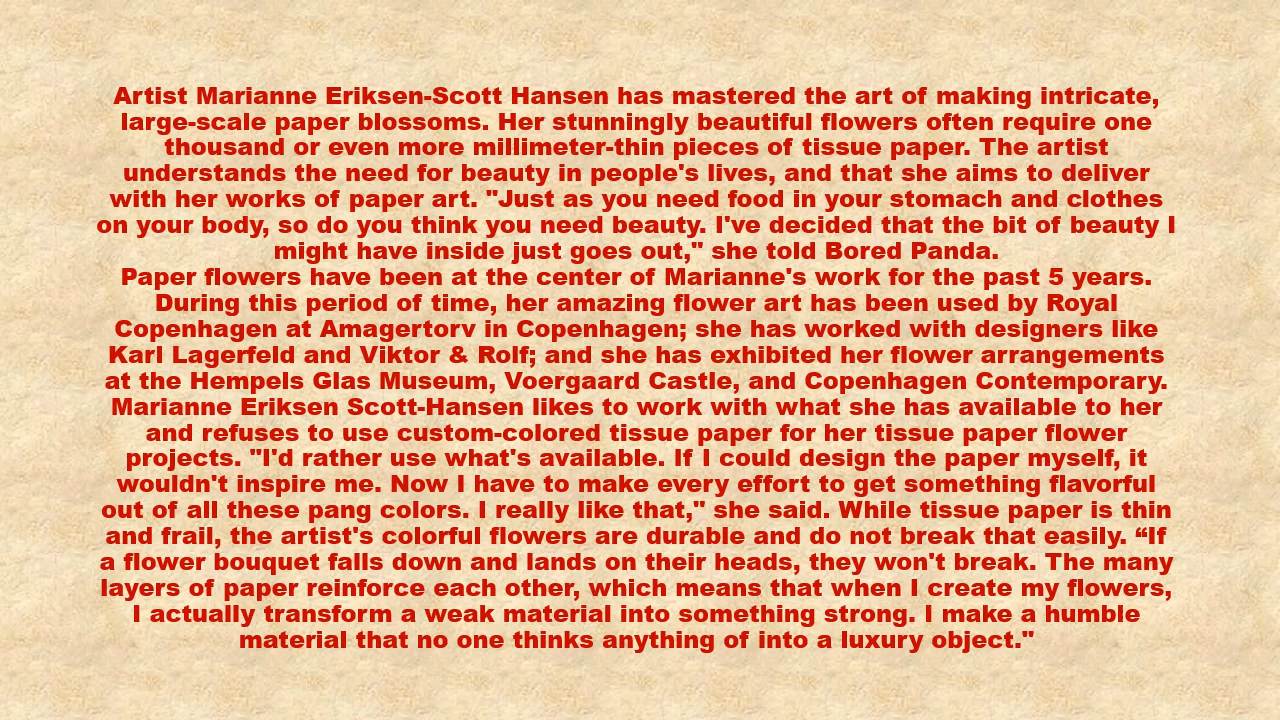 Artist Marianne Eriksen-Scott Hansen has mastered the art of making intricate,
large-scale paper blossoms. Her stunningly beautiful flowers often require one
thousand or even more millimeter-thin pieces of tissue paper. The artist
understands the need for beauty in people's lives, and that she aims to deliver
with her works of paper art. "Just as you need food in your stomach and clothes
on your body, so do you think you need beauty. I've decided that the bit of beauty I
might have inside just goes out," she told Bored Panda.
Paper flowers have been at the center of Marianne's work for the past 5 years.
During this period of time, her amazing flower art has been used by Royal
Copenhagen at Amagertorv in Copenhagen; she has worked with designers like
Karl Lagerfeld and Viktor & Rolf; and she has exhibited her flower arrangements
at the Hempels Glas Museum, Voergaard Castle, and Copenhagen Contemporary.
Marianne Eriksen Scott-Hansen likes to work with what she has available to her
and refuses to use custom-colored tissue paper for her tissue paper flower
projects. "I'd rather use what's available. If I could design the paper myself, it
wouldn't inspire me. Now I have to make every effort to get something flavorful
out of all these pang colors. I really like that," she said. While tissue paper is thin
and frail, the artist's colorful flowers are durable and do not break that easily. “If
a flower bouquet falls down and lands on their heads, they won't break. The many
layers of paper reinforce each other, which means that when I create my flowers,
I actually transform a weak material into something strong. I make a humble
material that no one thinks anything of into a luxury object."